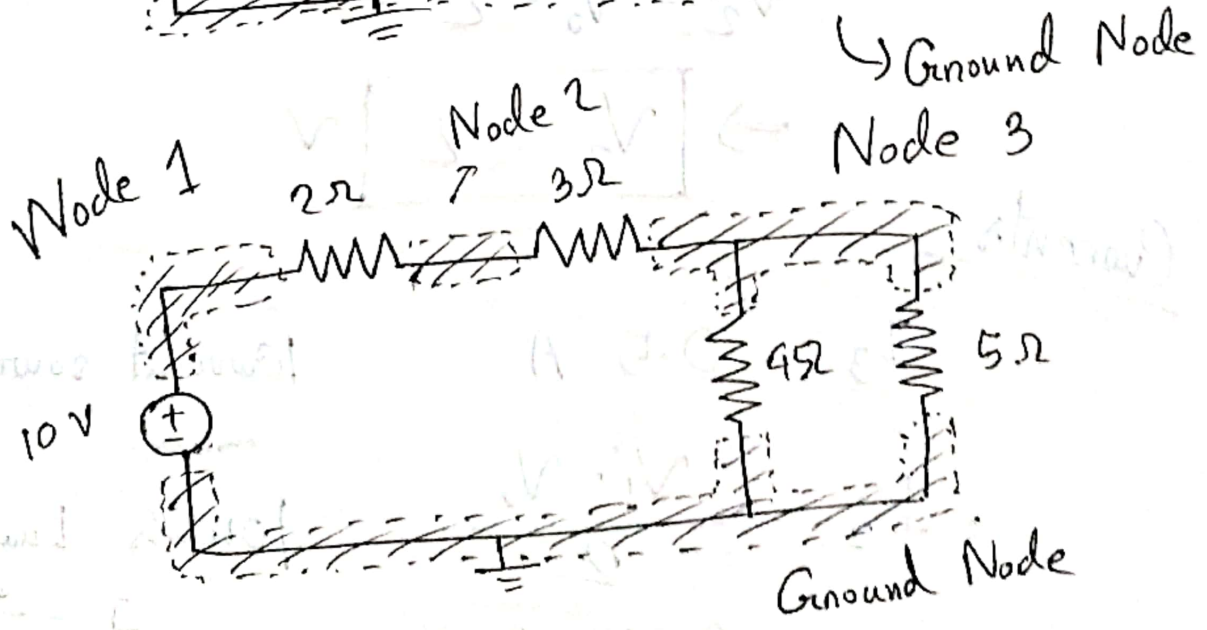 ↳ Ground Node
Node 1
Node 2
Node 3
2Ω
3Ω
10 V
+
-
4Ω
5Ω
Ground Node